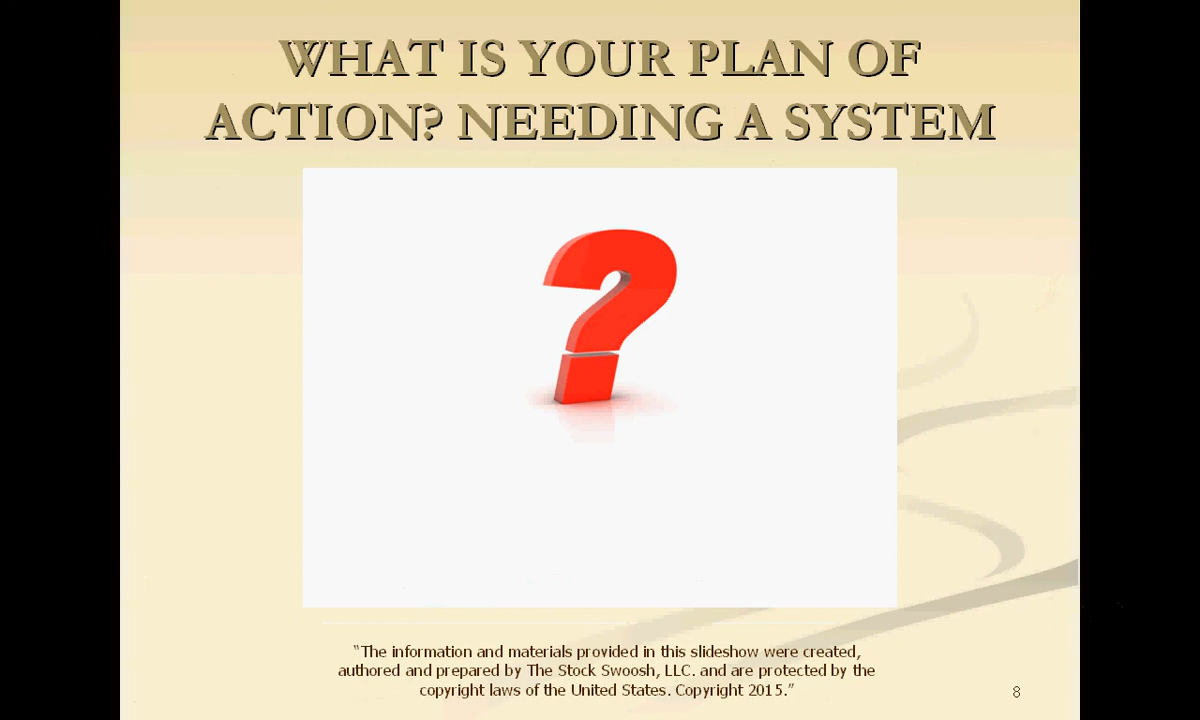 WHAT IS YOUR PLAN OF
ACTION? NEEDING A SYSTEM
?
“The information and materials provided in this slideshow were created,
authored and prepared by The Stock Swoosh, LLC. and are protected by the
copyright laws of the United States. Copyright 2015.”
8